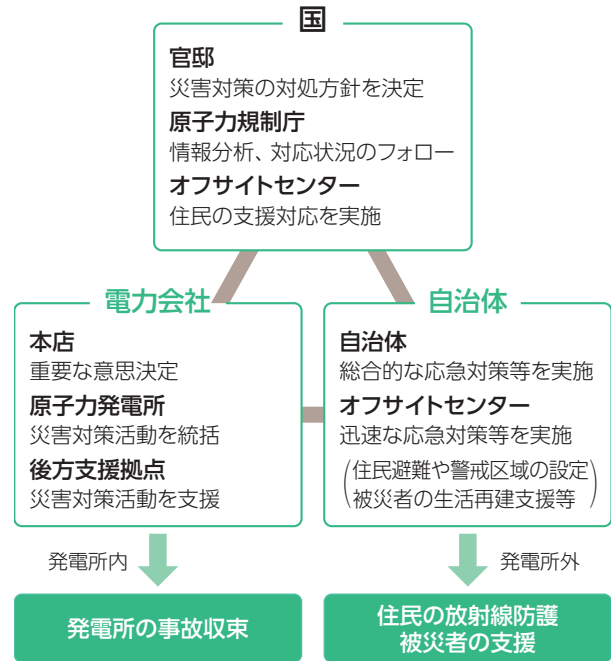 国
官邸
災害対策の対処方針を決定
原子力規制庁
情報分析、対応状況のフォロー
オフサイトセンター
住民の支援対応を実施
電力会社
本店
重要な意思決定
原子力発電所
災害対策活動を統括
後方支援拠点
災害対策活動を支援
自治体
自治体
総合的な応急対策等を実施
オフサイトセンター
迅速な応急対策等を実施
(住民避難や警戒区域の設定
被災者の生活再建支援等)
発電所内
発電所の事故収束
発電所外
住民の放射線防護
被災者の支援